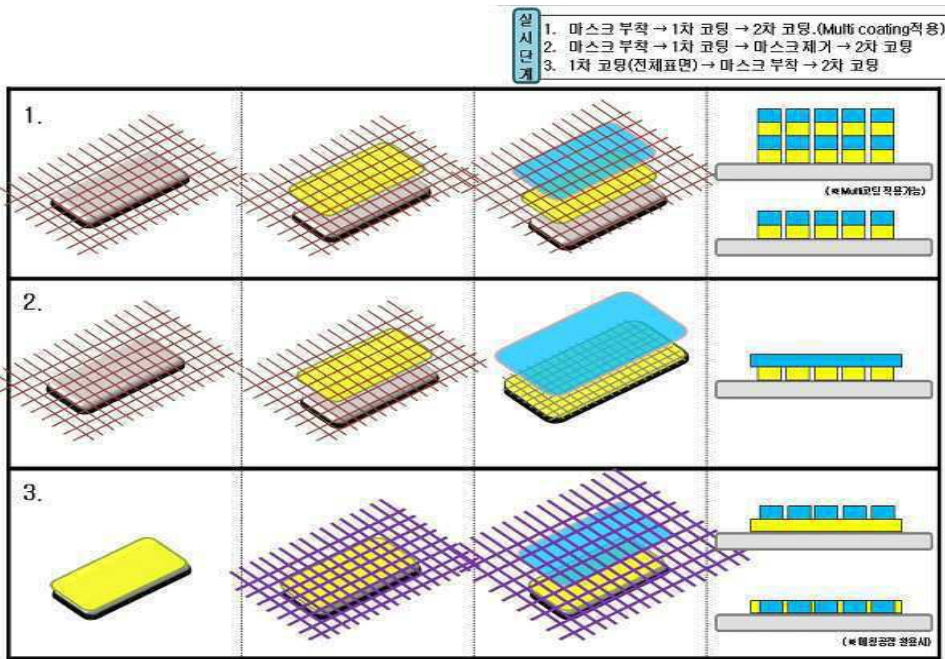 실시단계
1. 마스크 부착 → 1차 코팅 → 2차 코팅.(Multi coating적용)
2. 마스크 부착 → 1차 코팅 → 마스크 제거 → 2차 코팅
3. 1차 코팅(전체표면) → 마스크 부착 → 2차 코팅
1.
(※Multi코팅 적용가능)
2.
3.